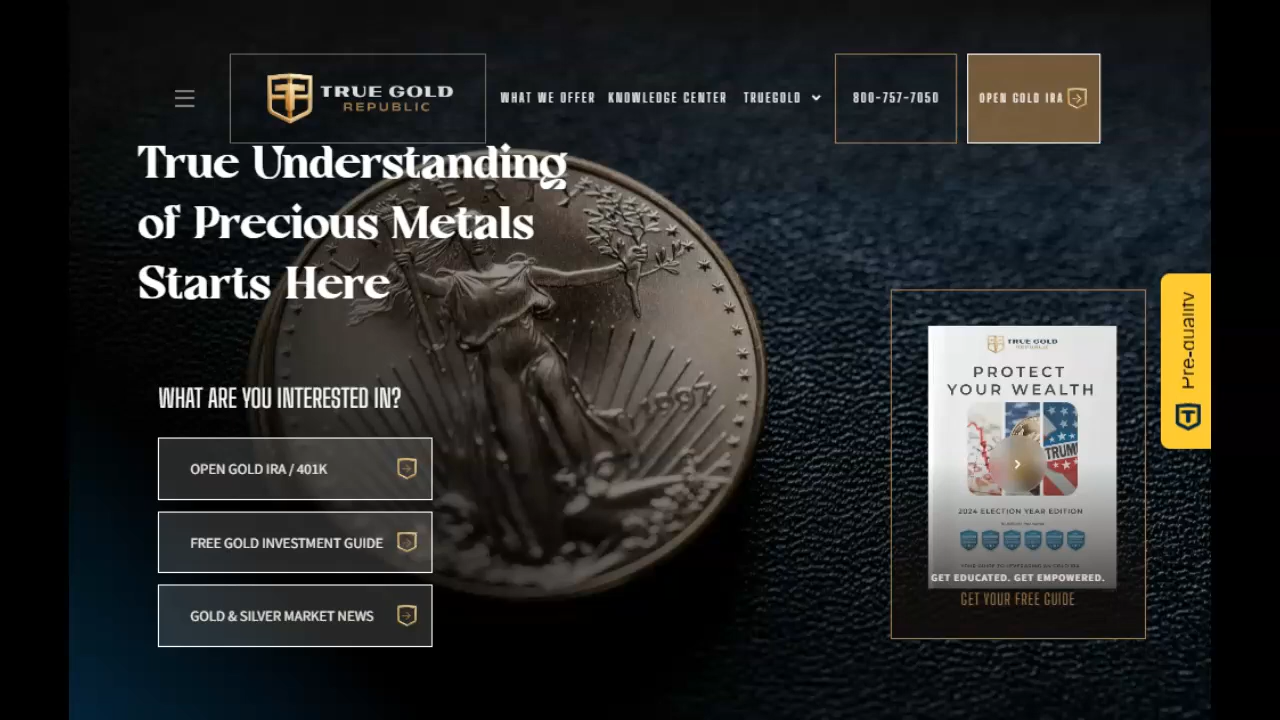 TRUE GOLD
REPUBLIC
WHAT WE OFFER
KNOWLEDGE CENTER
TRUEGOLD
800-757-7050
OPEN GOLD IRA
True Understanding
of Precious Metals
Starts Here
1997
WHAT ARE YOU INTERESTED IN?
OPEN GOLD IRA / 401K
FREE GOLD INVESTMENT GUIDE
GOLD & SILVER MARKET NEWS
TRUE GOLD
REPUBLIC
PROTECT
YOUR WEALTH
TRUMP
2024 ELECTION YEAR EDITION
GET EDUCATED. GET EMPOWERED.
GET YOUR FREE GUIDE
Pre-qualify